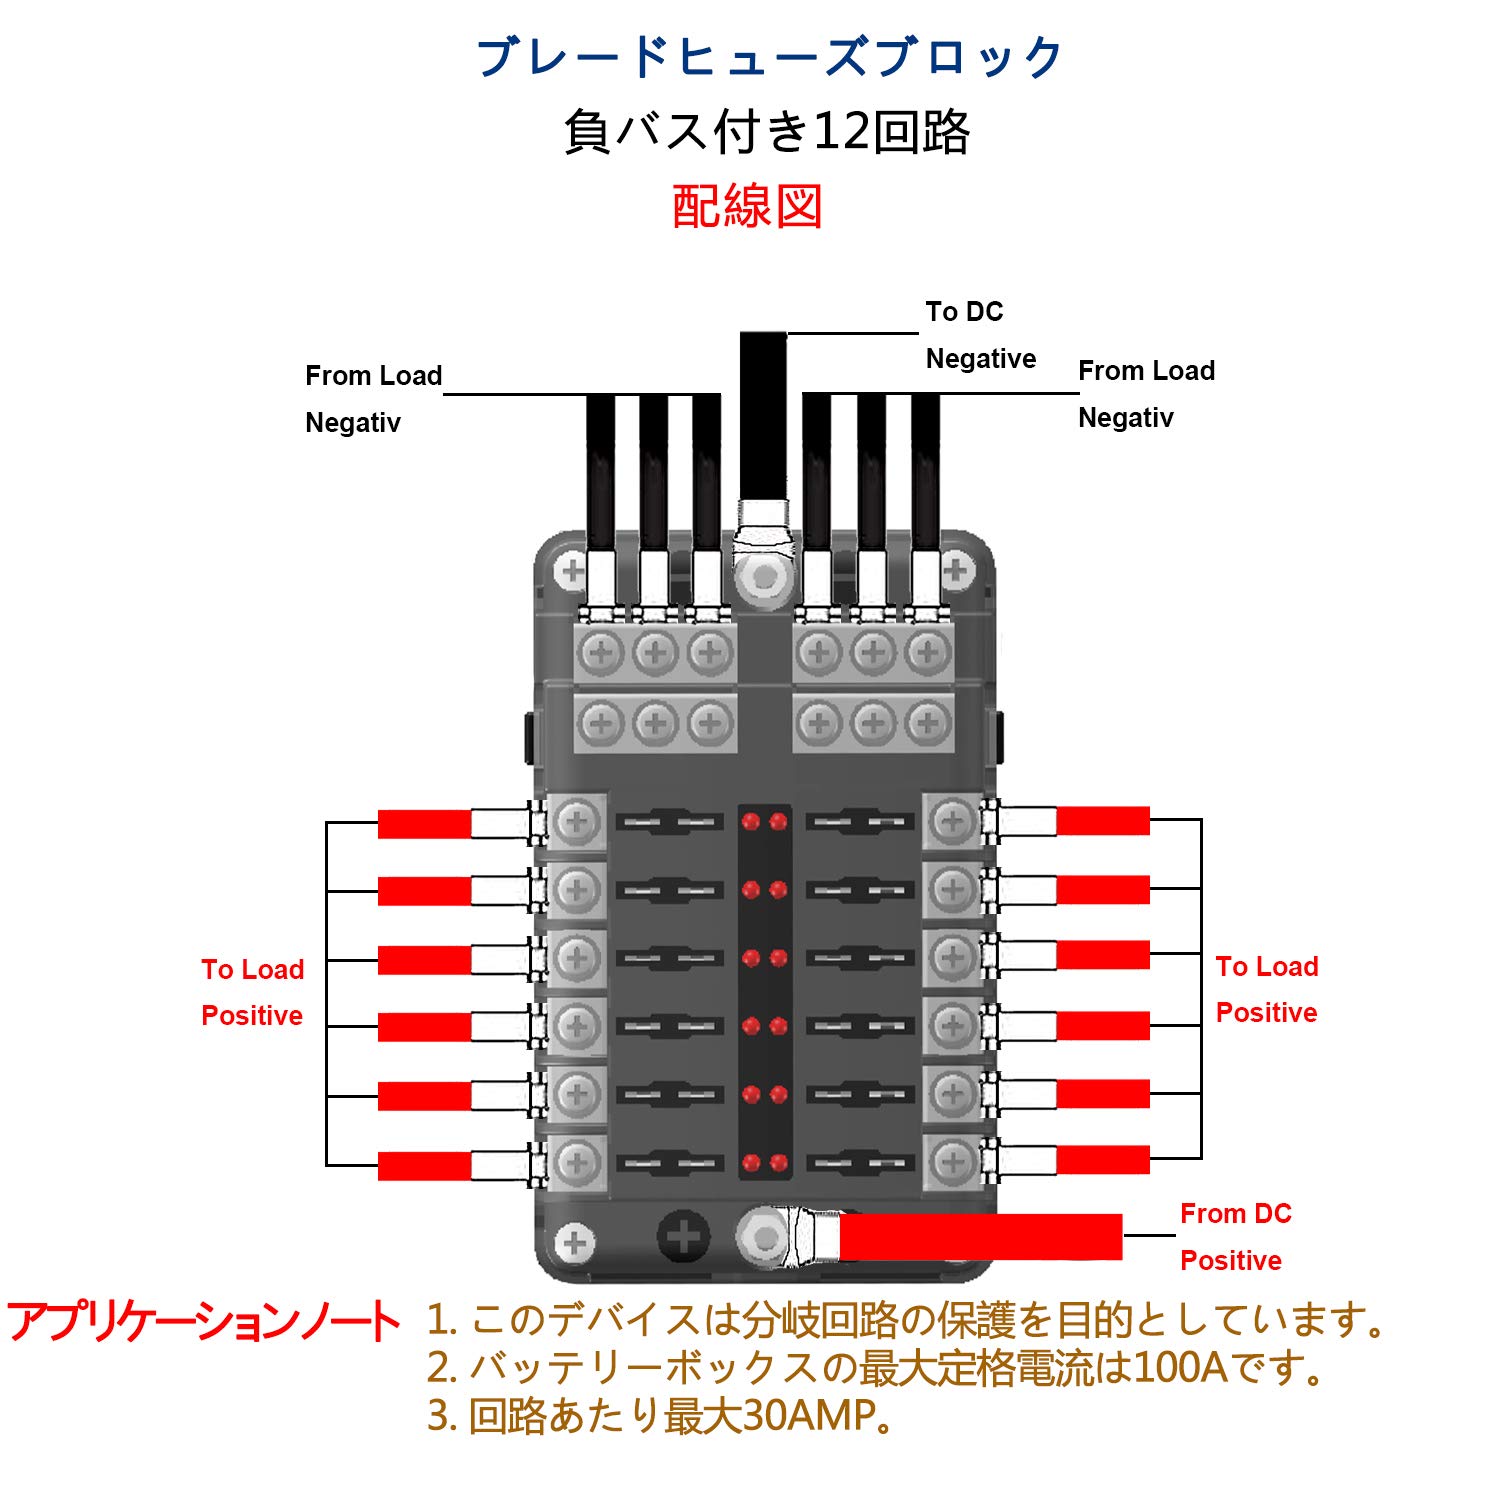 ブレードヒューズブロック
負バス付き12回路
配線図
To DC
Negative
From Load
Negativ
From Load
Negativ
To Load
Positive
To Load
Positive
From DC
Positive
アプリケーションノート
1. このデバイスは分岐回路の保護を目的としています。
2. バッテリーボックスの最大定格電流は100Aです。
3. 回路あたり最大30AMP。